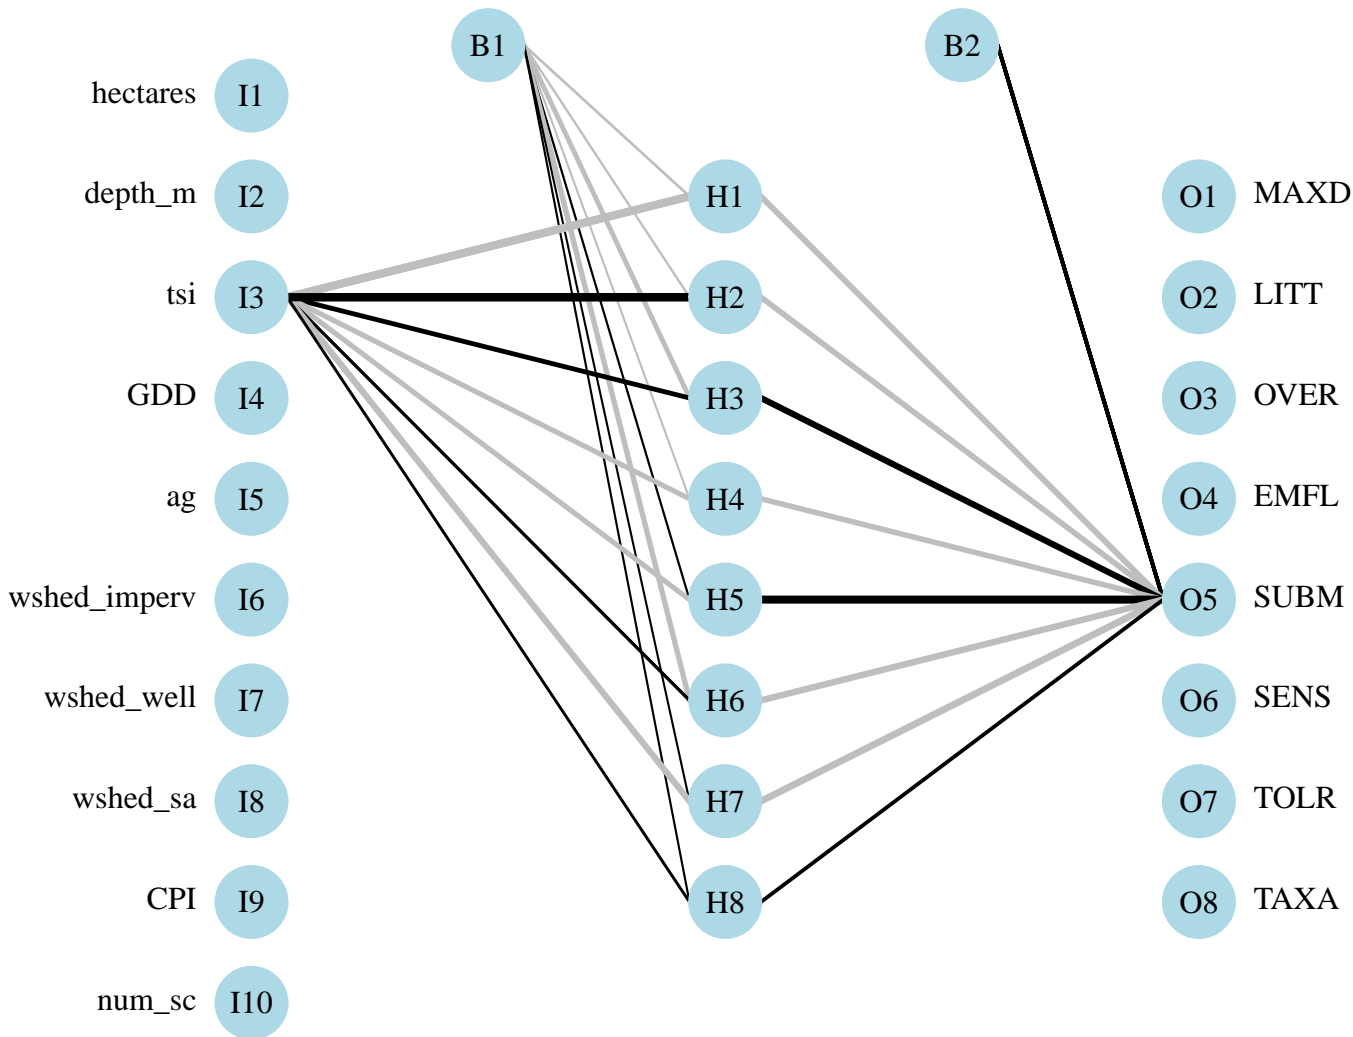 B1 B2
hectares I1
depth_m I2 H1 O1 MAXD
tsi I3 H2 O2 LITT
GDD I4 H3 O3 OVER
ag I5 H4 O4 EMFL
wshed_imperv I6 H5 O5 SUBM
wshed_well I7 H6 O6 SENS
wshed_sa I8 H7 O7 TOLR
CPI I9 H8 O8 TAXA
num_sc I10